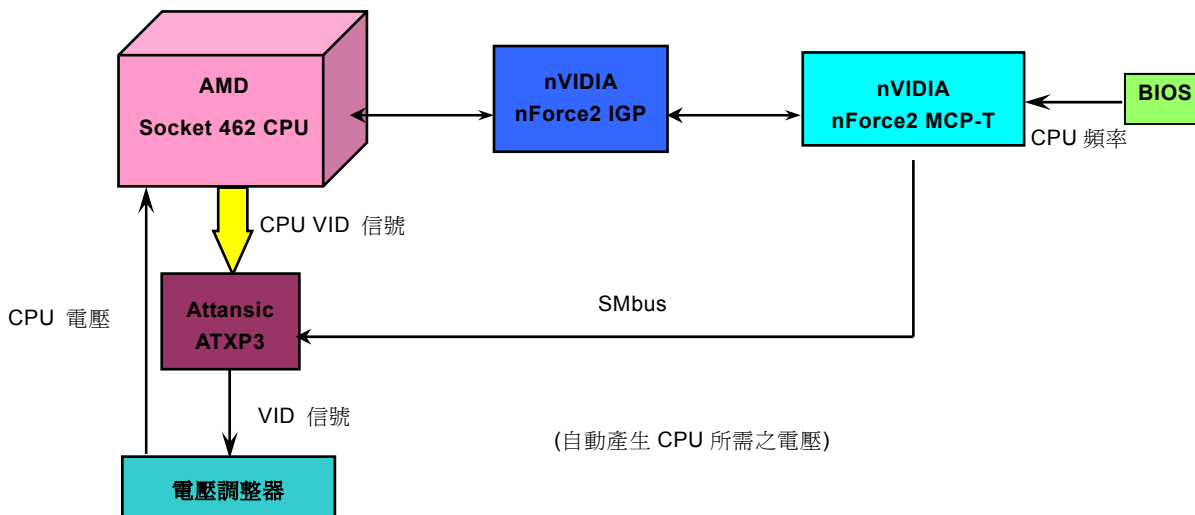 AMD
Socket 462 CPU
nVIDIA
nForce2 IGP
nVIDIA
nForce2 MCP-T
BIOS
CPU 頻率
CPU VID 信號
Attansic
ATXP3
SMbus
CPU 電壓
VID 信號
(自動產生 CPU 所需之電壓)
電壓調整器